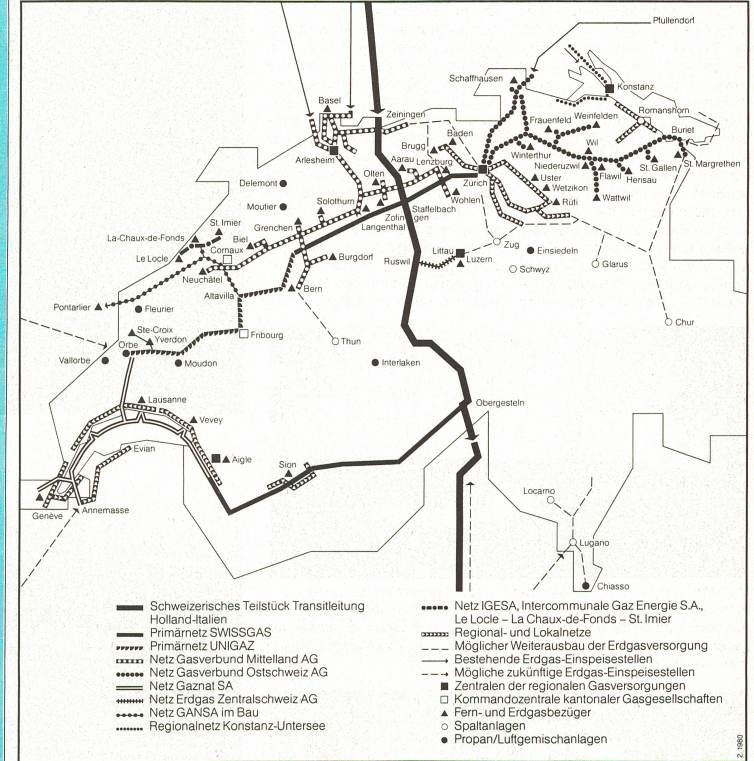 Pfullendorf
Schaffhausen
Konstanz
Basel
Romanshorn
Zeiningen
Frauenfeld
Weinfelden
Buriet
Baden
Brugg
Wil
Arlesheim
Winterthur
Niederuzwil
St. Gallen
St. Margrethen
Aarau
Lenzburg
Flawil
Herisau
Olten
Zürich
Uster
Delemont
Wetzikon
Wattwil
Wohlen
Rüti
Solothurn
Staffelbach
Moutier
Zofingen
Langenthal
St. Imier
Grenchen
La-Chaux-de-Fonds
Cornaux
Biel
Zug
Littau
Einsiedeln
Le Locle
Burgdorf
Ruswil
Luzern
Glarus
Schwyz
Neuchâtel
Bern
Altavilla
Pontarlier
Fleurier
Chur
Ste-Croix
Yverdon
Fribourg
Thun
Orbe
Vallorbe
Moudon
Interlaken
Lausanne
Obergesteln
Vevey
Evian
Aigle
Sion
Locarno
Genève
Annemasse
Lugano
Chiasso
Schweizerisches Teilstück Transitleitung
Holland-Italien
Primärnetz SWISSGAS
Primärnetz UNIGAZ
Netz Gasverbund Mittelland AG
Netz Gasverbund Ostschweiz AG
Netz Gaznat SA
Netz Erdgas Zentralschweiz AG
Netz GANSA im Bau
Regionalnetz Konstanz-Untersee
Netz IGESA, Intercommunale Gaz Energie S.A.,
Le Locle – La Chaux-de-Fonds – St. Imier
Regional- und Lokalnetze
Möglicher Weiterausbau der Erdgasversorgung
Bestehende Erdgas-Einspeisestellen
Mögliche zukünftige Erdgas-Einspeisestellen
Zentralen der regionalen Gasversorgungen
Kommandozentrale kantonaler Gasgesellschaften
Fern- und Erdgasbezüger
Spaltanlagen
Propan/Luftgemischanlagen
2.1980